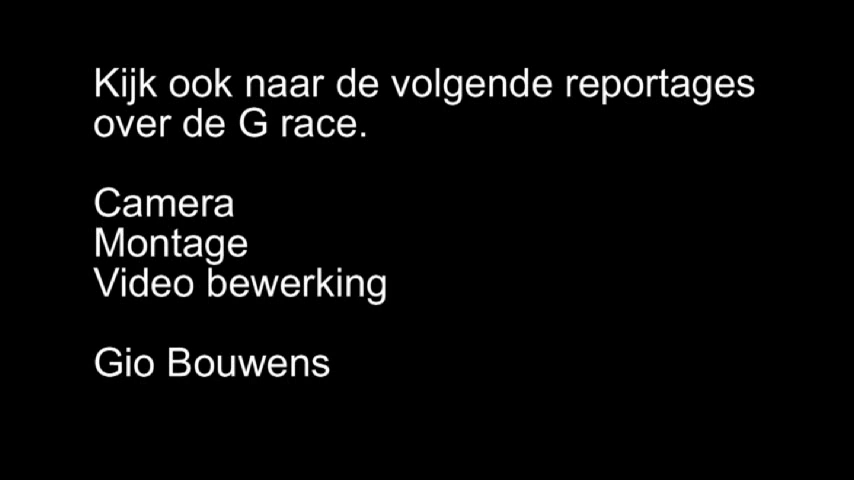 Kijk ook naar de volgende reportages
over de G race.
Camera
Montage
Video bewerking
Gio Bouwens